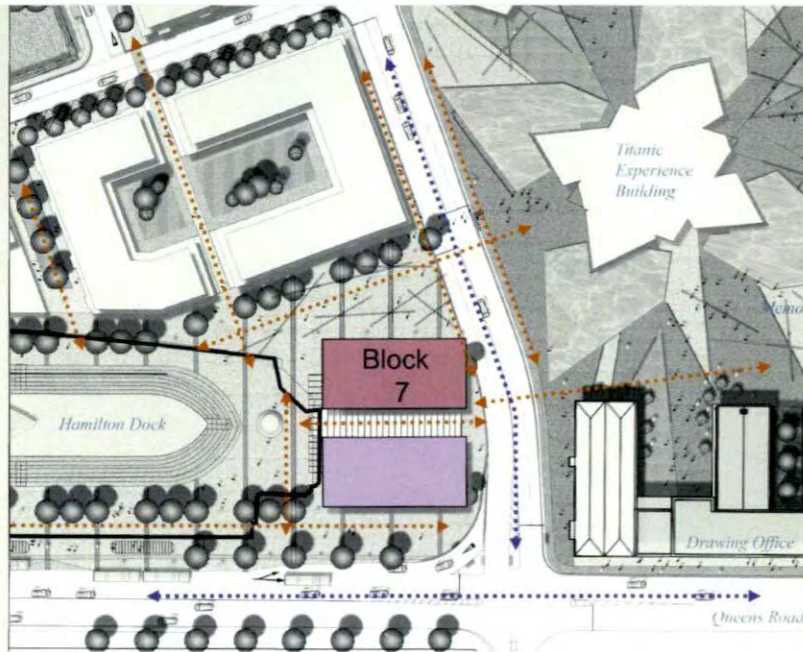 Titanic
Experience
Building
Block
7
Hamilton Dock
Drawing Office
Queens Road